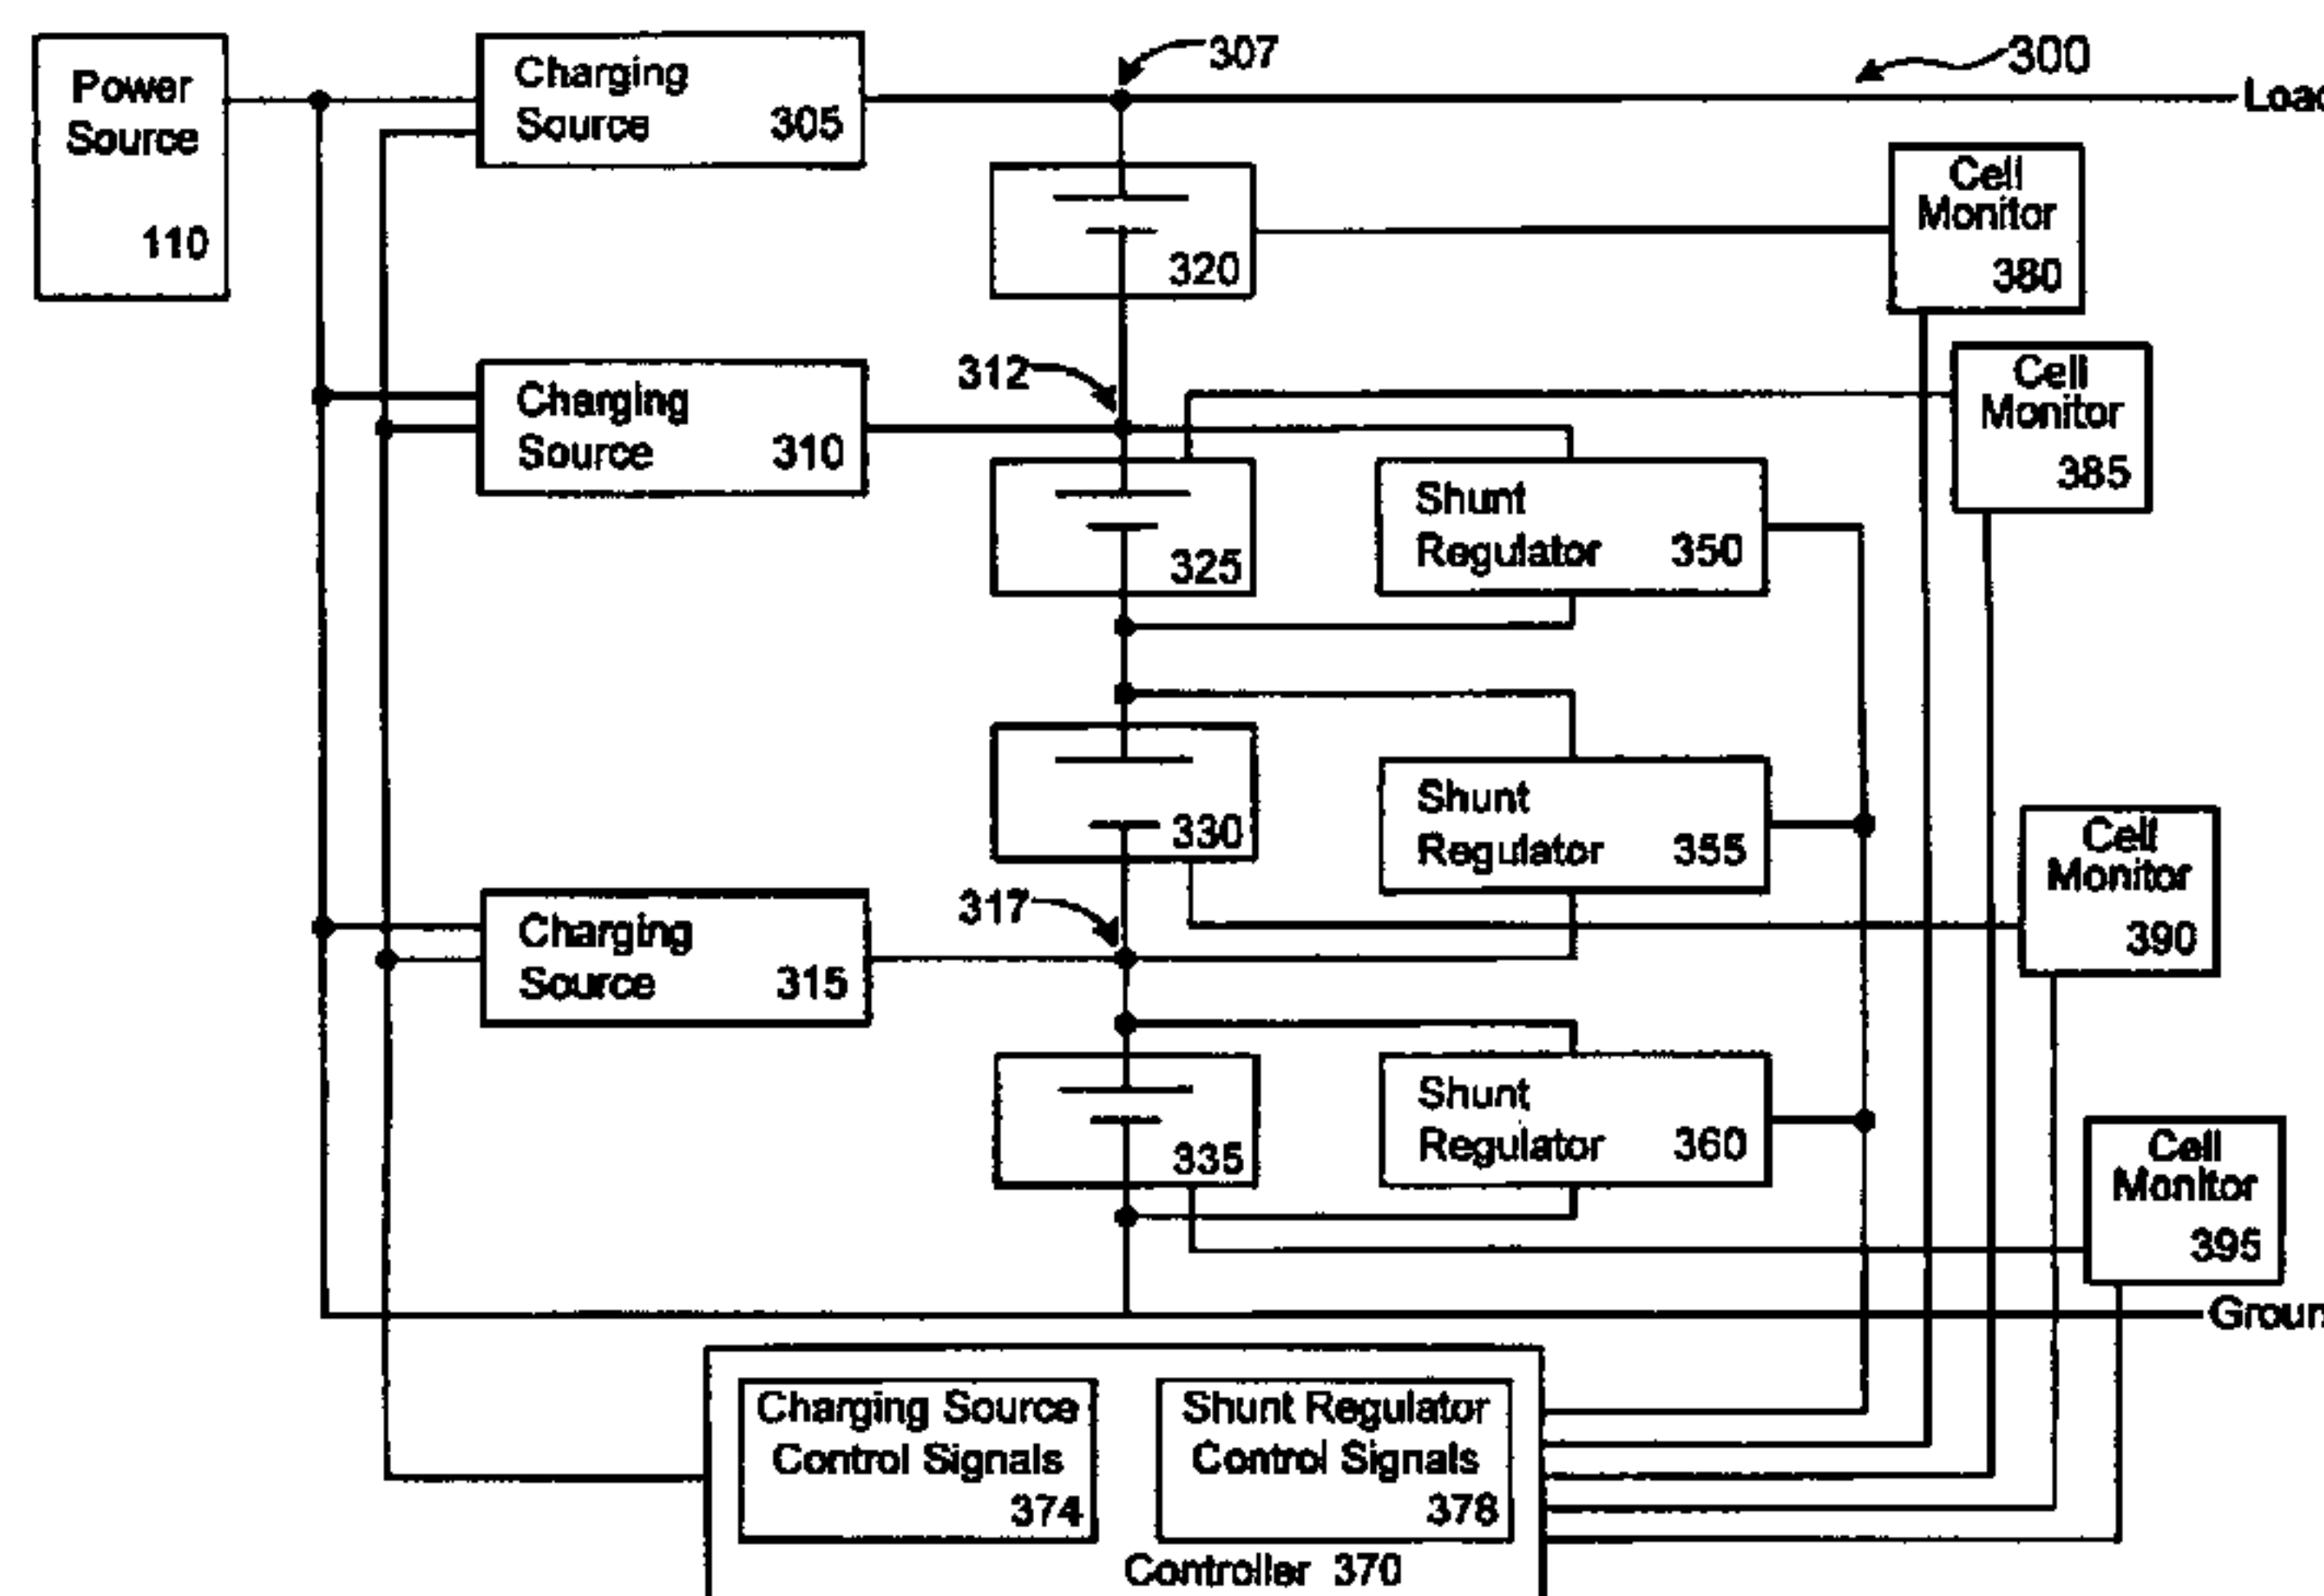 Power
Source
110
Charging
Source 305
307
300
Load
320
Cell
Monitor
380
Charging
Source 310
312
325
Shunt
Regulator 350
Cell
Monitor
385
330
Shunt
Regulator 355
Cell
Monitor
390
Charging
Source 315
317
335
Shunt
Regulator 360
Cell
Monitor
395
Groun
Charging Source
Control Signals
374
Shunt Regulator
Control Signals
378
Controller 370